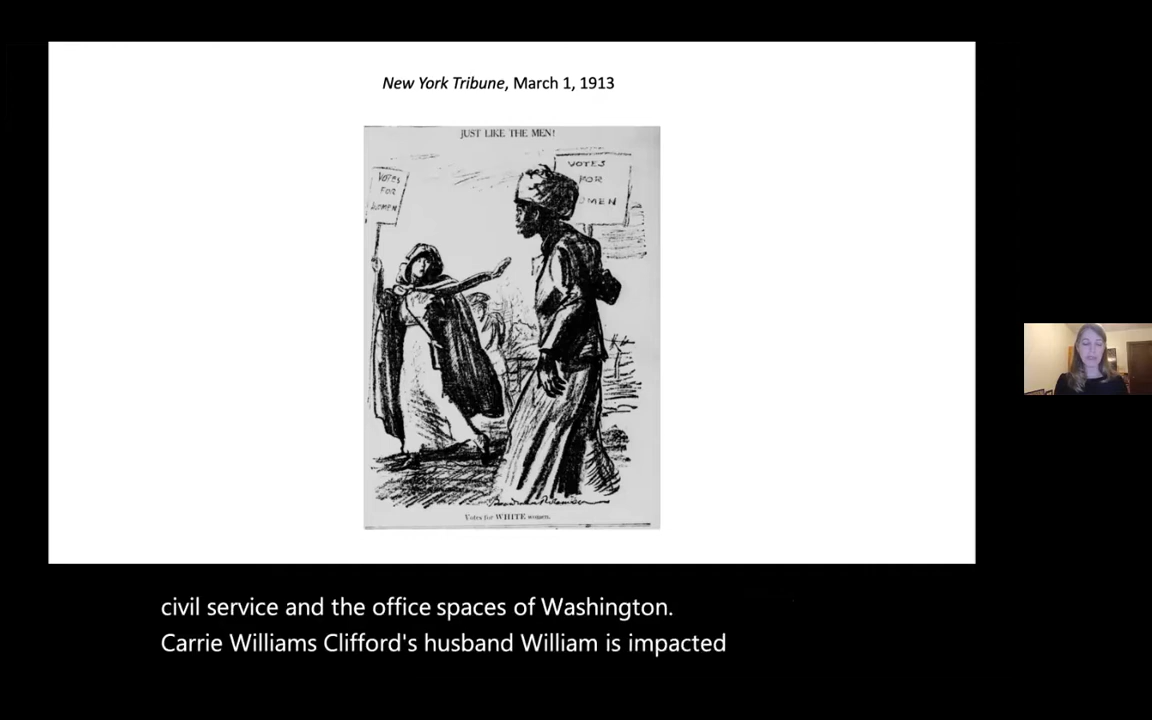 New York Tribune, March 1, 1913
JUST LIKE THE MEN!
VOTES
FOR
WOMEN
VOTES
FOR
OMEN
Votes for WHITE women.
civil service and the office spaces of Washington.
Carrie Williams Clifford's husband William is impacted